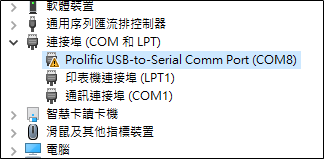 軟體裝置
通用序列匯流排控制器
連接埠 (COM 和 LPT)
Prolific USB-to-Serial Comm Port (COM8)
印表機連接埠 (LPT1)
通訊連接埠 (COM1)
智慧卡讀卡機
滑鼠及其他指標裝置
電腦